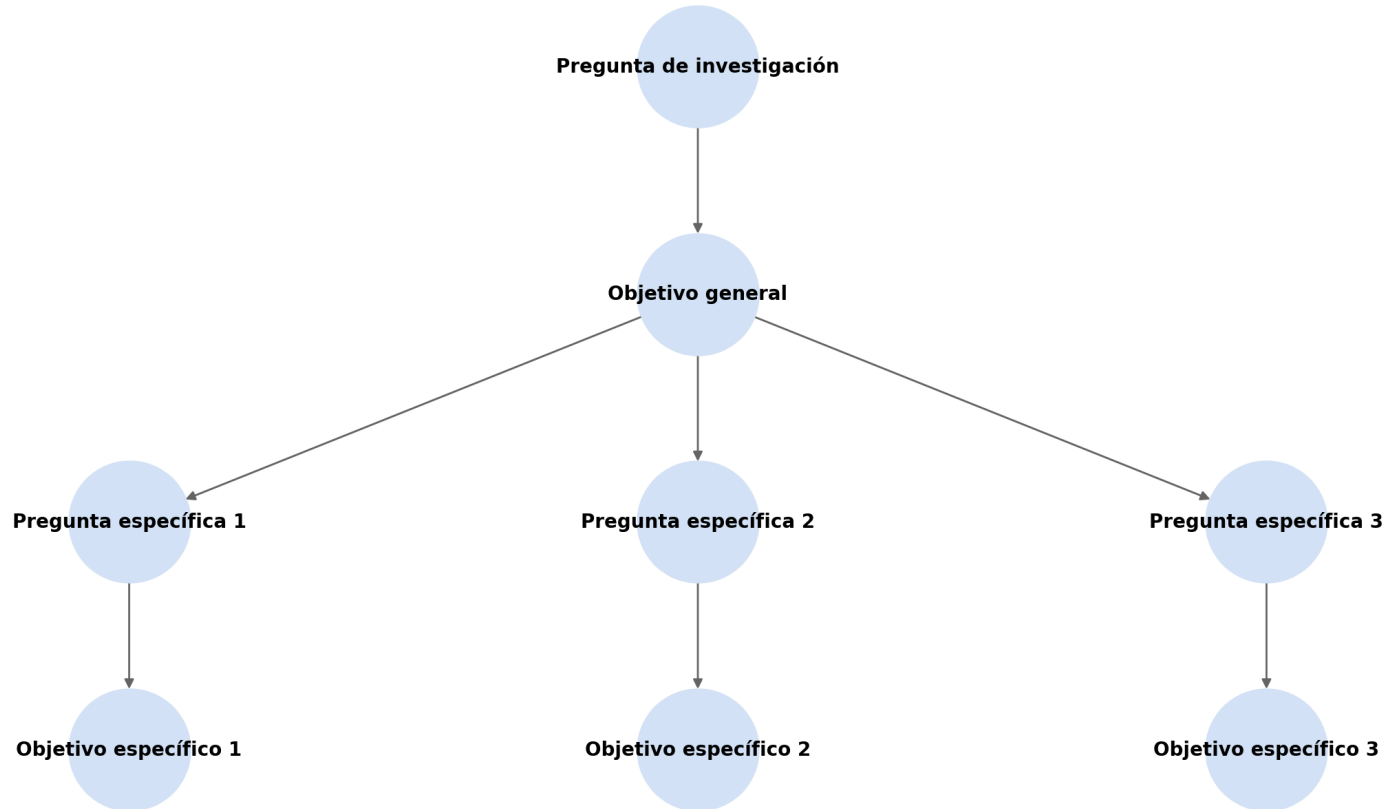 Pregunta de investigación
Objetivo general
Pregunta específica 1
Pregunta específica 2
Pregunta específica 3
Objetivo específico 1
Objetivo específico 2
Objetivo específico 3